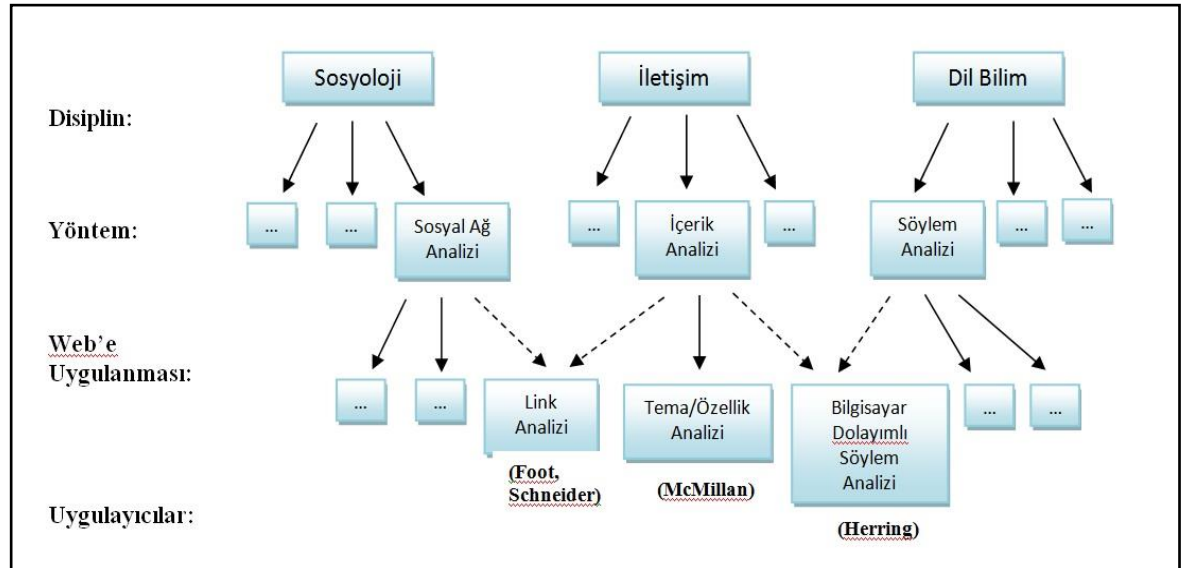 Sosyoloji
İletişim
Dil Bilim
Disiplin:
Yöntem:
...
...
Sosyal Ağ
Analizi
...
İçerik
Analizi
...
Söylem
Analizi
...
...
Web’e
Uygulanması:
...
...
Link
Analizi
Tema/Özellik
Analizi
Bilgisayar
Dolayımlı
Söylem
Analizi
...
...
Uygulayıcılar:
(Foot,
Schneider)
(McMillan)
(Herring)